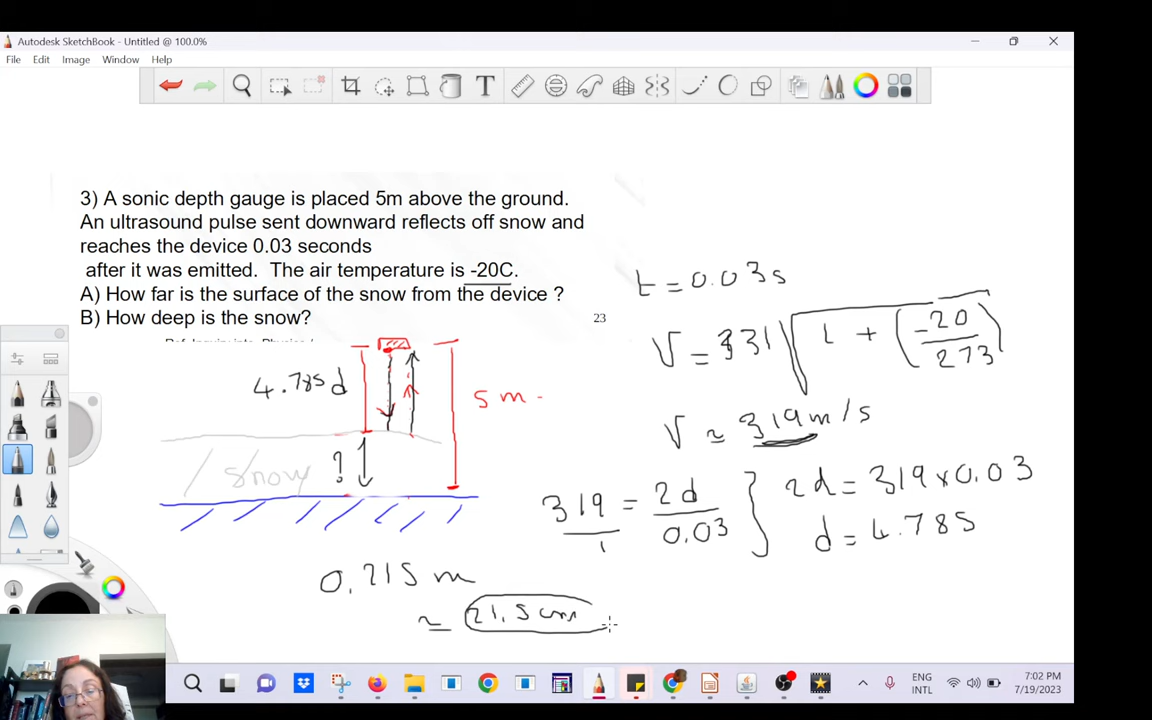 Autodesk SketchBook - Untitled @ 100.0%
File Edit Image Window Help
T
3) A sonic depth gauge is placed 5m above the ground.
An ultrasound pulse sent downward reflects off snow and
reaches the device 0.03 seconds
after it was emitted. The air temperature is -20C.
A) How far is the surface of the snow from the device ?
B) How deep is the snow?
23
t = 0.03s
V = 331 √ 1 + (-20/273)
V ≈ 319m/s
4.785 d
5 m.
Snow ?
319/1 = 2d/0.03 } 2d = 319x0.03
d = 4.785
0.215 m
≈ 21.5 cm
ENG
INTL
7:02 PM
7/19/2023